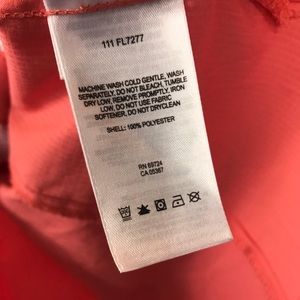 111 FL7277
MACHINE WASH COLD GENTLE, WASH
SEPARATELY, DO NOT BLEACH, TUMBLE
DRY LOW, REMOVE PROMPTLY, IRON
LOW, DO NOT USE FABRIC
SOFTENER, DO NOT DRYCLEAN
SHELL: 100% POLYESTER
RN 69724
CA 05367